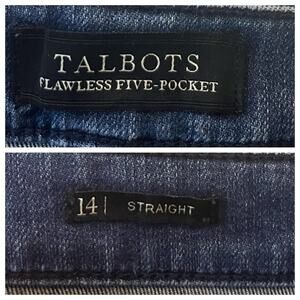 TALBOTS
FLAWLESS FIVE-POCKET
14| STRAIGHT